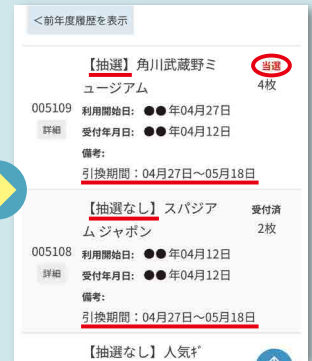 ＜前年度履歴を表示
【抽選】角川武蔵野ミュージアム
当選
4枚
005109
詳細
利用開始日: ●●年04月27日
受付年月日: ●●年04月12日
備考:
引換期間：04月27日～05月18日
【抽選なし】スパジアムジャポン
受付済
2枚
005108
詳細
利用開始日: ●●年04月12日
受付年月日: ●●年04月12日
備考:
引換期間：04月27日～05月18日
【抽選なし】人気ｷﾞ